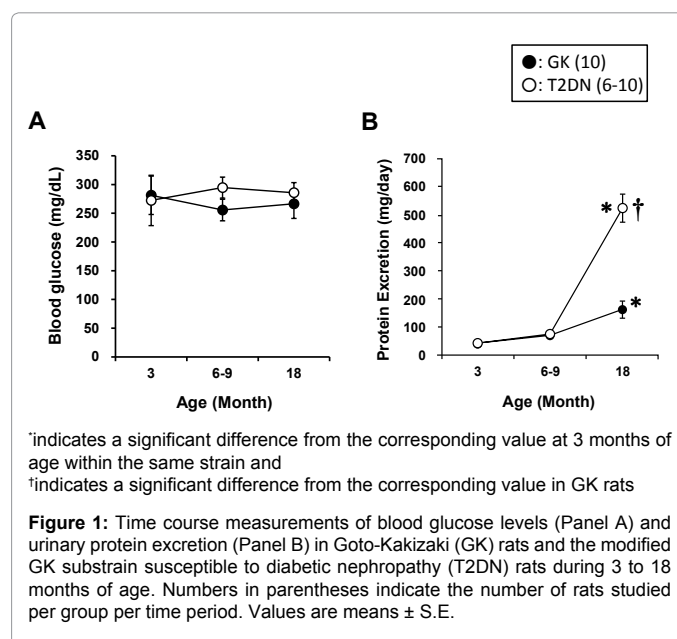 ●: GK (10)
○: T2DN (6-10)
A
B
350
300
250
200
150
100
50
0
Blood glucose (mg/dL)
3
6-9
18
Age (Month)
700
600
500
400
300
200
100
0
Protein Excretion (mg/day)
*
†
*
3
6-9
18
Age (Month)
*indicates a significant difference from the corresponding value at 3 months of
age within the same strain and
†indicates a significant difference from the corresponding value in GK rats
Figure 1: Time course measurements of blood glucose levels (Panel A) and
urinary protein excretion (Panel B) in Goto-Kakizaki (GK) rats and the modified
GK substrain susceptible to diabetic nephropathy (T2DN) rats during 3 to 18
months of age. Numbers in parentheses indicate the number of rats studied
per group per time period. Values are means ± S.E.